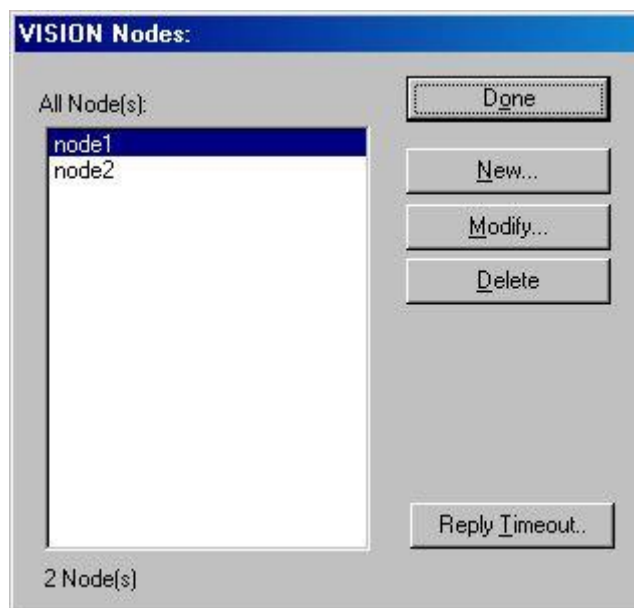 VISION Nodes:
All Node(s):
node1
node2
Done
New...
Modify...
Delete
Reply Timeout..
2 Node(s)